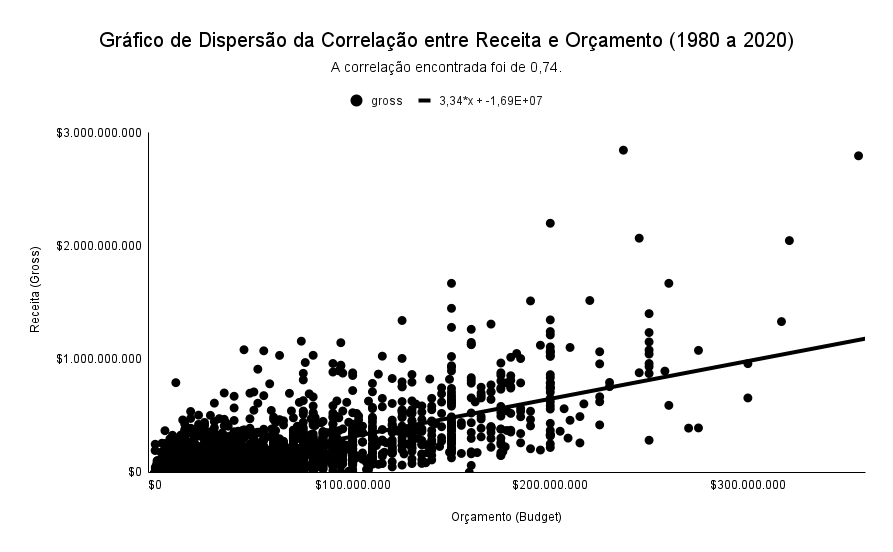 Gráfico de Dispersão da Correlação entre Receita e Orçamento (1980 a 2020)
A correlação encontrada foi de 0,74.
gross
3,34*x + -1,69E+07
$3.000.000.000
$2.000.000.000
$1.000.000.000
$0
Receita (Gross)
$0
$100.000.000
$200.000.000
$300.000.000
Orçamento (Budget)